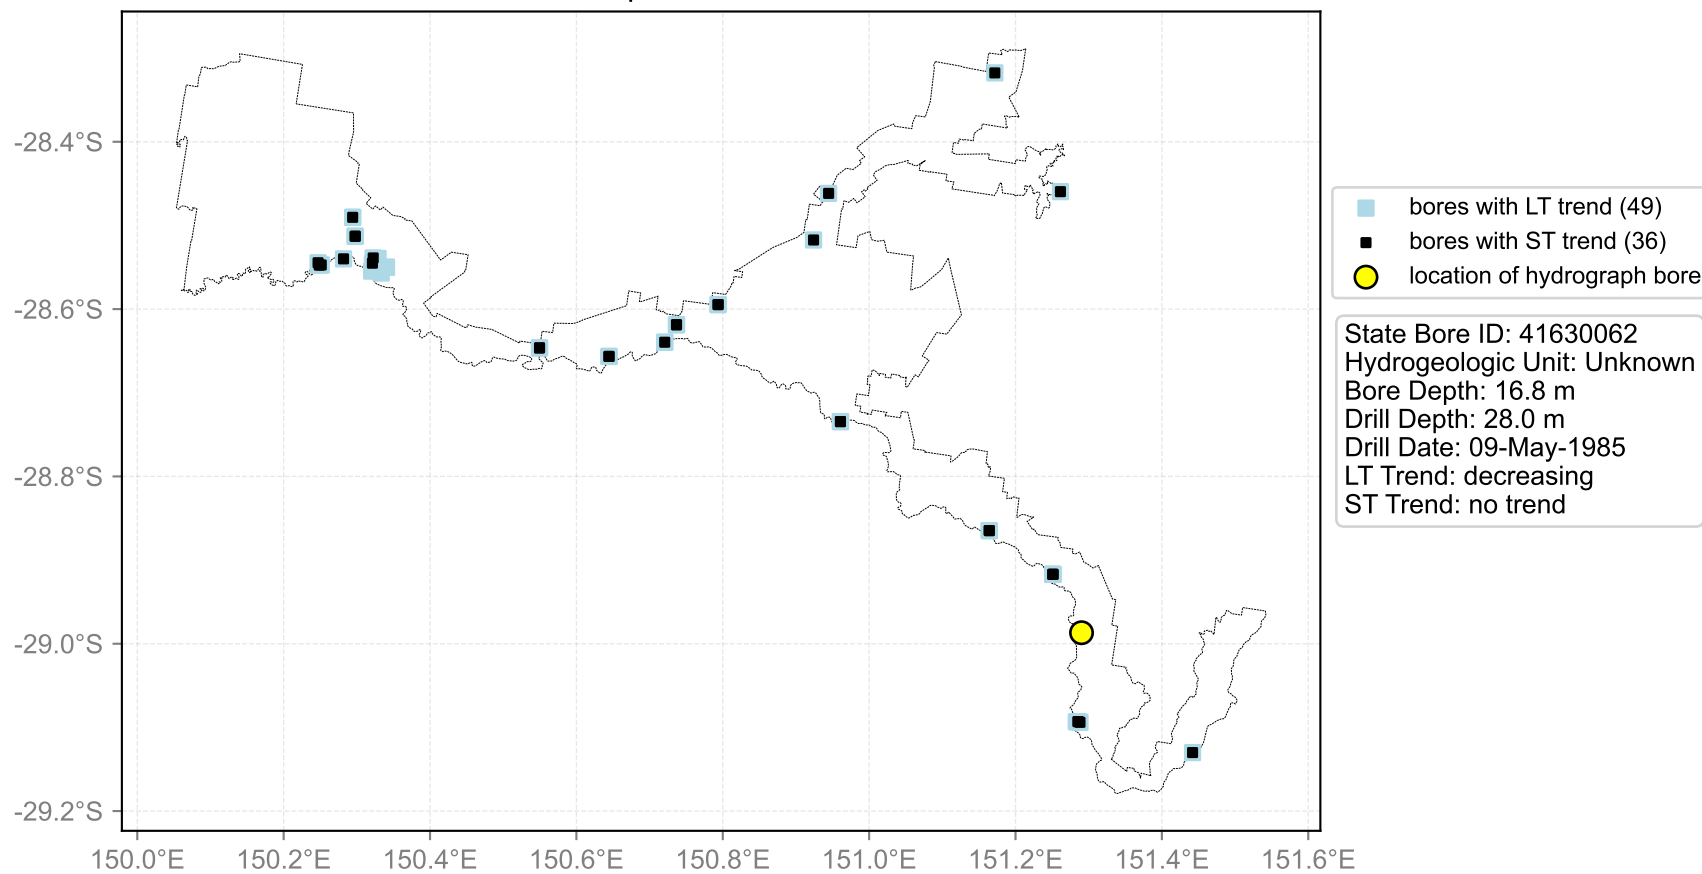 -28.4°S
-28.6°S
-28.8°S
-29.0°S
-29.2°S
150.0°E 150.2°E 150.4°E 150.6°E 150.8°E 151.0°E 151.2°E 151.4°E 151.6°E
bores with LT trend (49)
bores with ST trend (36)
location of hydrograph bore
State Bore ID: 41630062
Hydrogeologic Unit: Unknown
Bore Depth: 16.8 m
Drill Depth: 28.0 m
Drill Date: 09-May-1985
LT Trend: decreasing
ST Trend: no trend